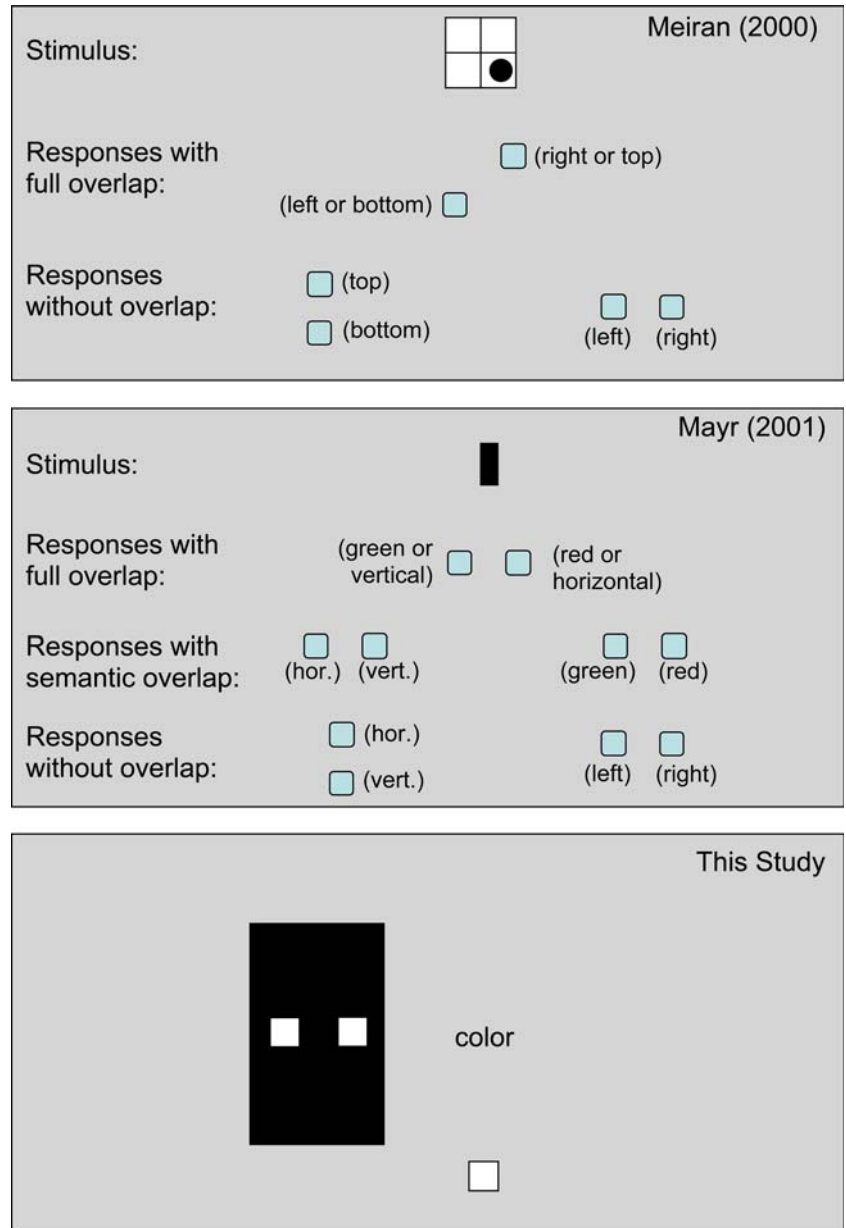 Meiran (2000)
Stimulus:
Responses with
full overlap:
(right or top)
(left or bottom)
Responses
without overlap:
(top)
(bottom)
(left) (right)
Mayr (2001)
Stimulus:
Responses with
full overlap:
(green or
vertical)
(red or
horizontal)
Responses with
semantic overlap:
(hor.) (vert.)
(green) (red)
Responses
without overlap:
(hor.)
(vert.)
(left) (right)
This Study
color